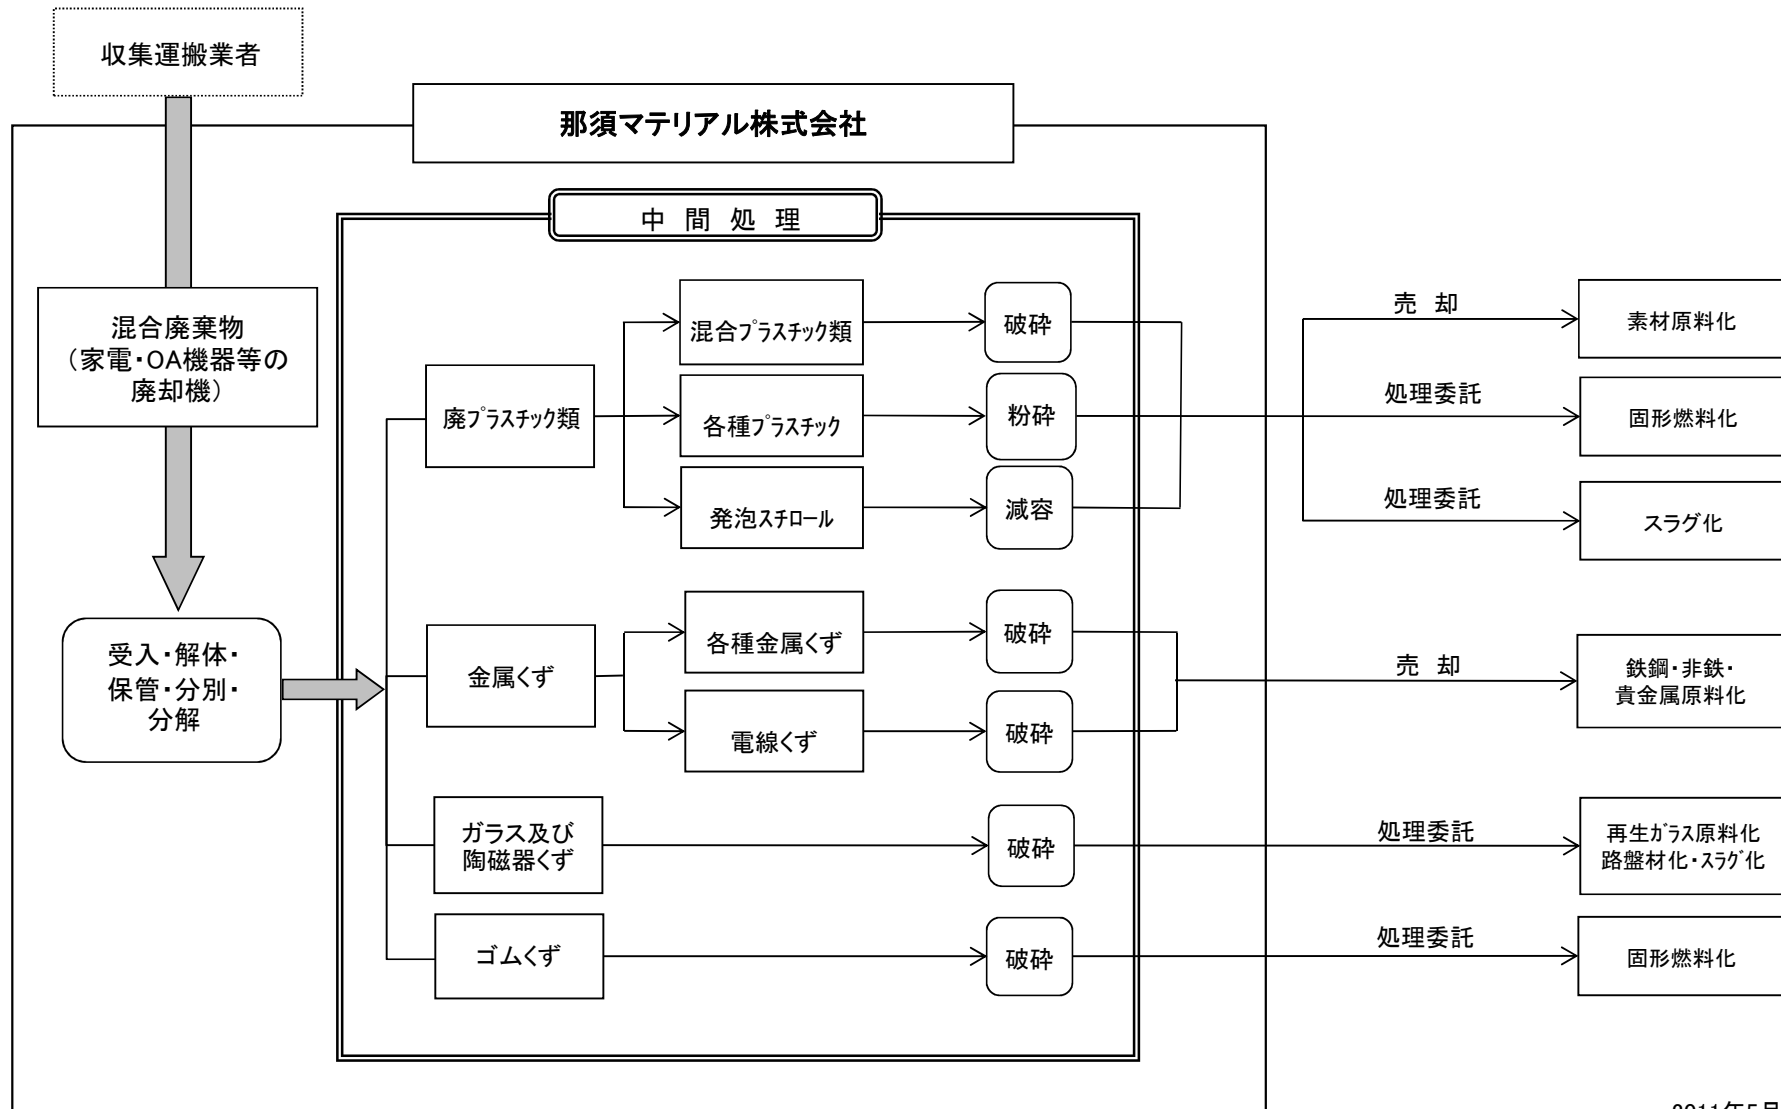 収集運搬業者
那須マテリアル株式会社
中 間 処 理
混合廃棄物
（家電・OA機器等の
廃却機）
受入・解体・
保管・分別・
分解
廃ﾌﾟﾗｽﾁｯｸ類
混合ﾌﾟﾗｽﾁｯｸ類
破砕
各種ﾌﾟﾗｽﾁｯｸ
粉砕
発泡ｽﾁﾛｰﾙ
減容
売 却
素材原料化
処理委託
固形燃料化
処理委託
スラグ化
金属くず
各種金属くず
破砕
電線くず
破砕
売 却
鉄鋼・非鉄・
貴金属原料化
ガラス及び
陶磁器くず
破砕
処理委託
再生ｶﾞﾗｽ原料化
路盤材化・ｽﾗｸﾞ化
ゴムくず
破砕
処理委託
固形燃料化
2011年5月